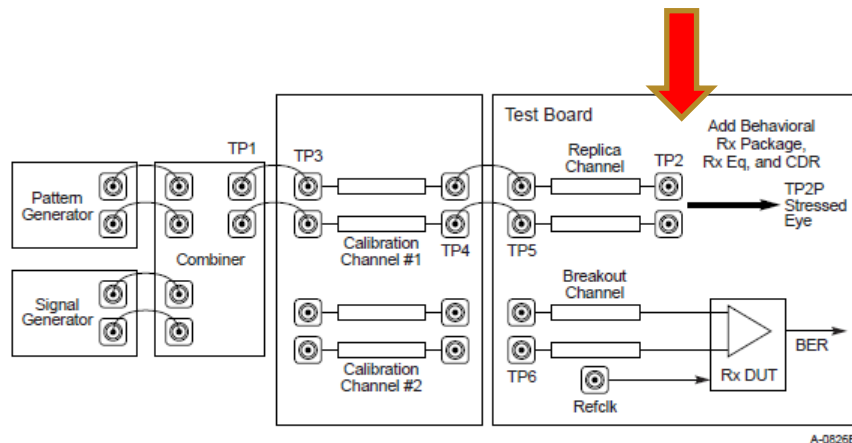 Test Board
Add Behavioral
Rx Package,
Rx Eq, and CDR
TP1
TP3
Replica
Channel
TP2
TP2P
Stressed
Eye
Pattern
Generator
Combiner
Calibration
Channel #1
TP4
TP5
Signal
Generator
Breakout
Channel
Calibration
Channel #2
TP6
Refclk
Rx DUT
BER